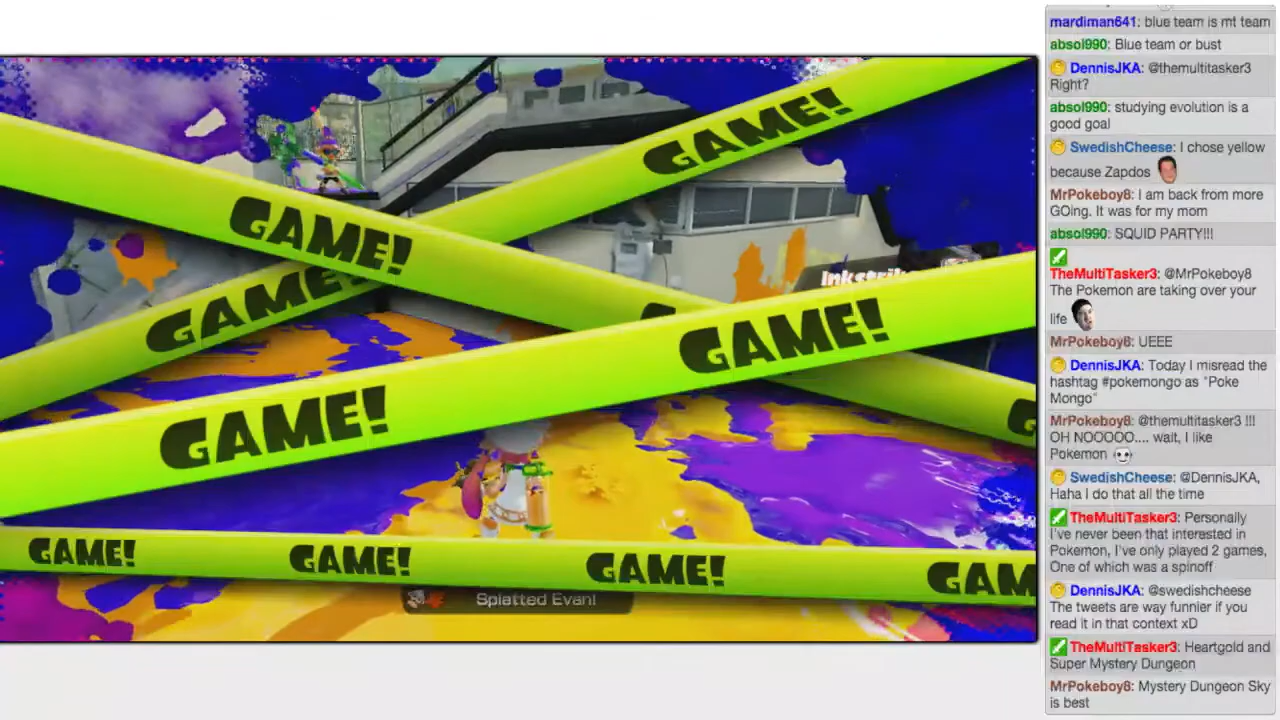 GAME!
GAME!
GAME!
Inkstrike
GAME!
GAME!
GAME!
GAME!
GAME!
GAM
Splatted Evan!
mardiman641: blue team is mt team
absol990: Blue team or bust
DennisJKA: @themultitasker3
Right?
absol990: studying evolution is a
good goal
SwedishCheese: I chose yellow
because Zapdos
MrPokeboy8: I am back from more
GOing. It was for my mom
absol990: SQUID PARTY!!!
TheMultiTasker3: @MrPokeboy8
The Pokemon are taking over your
life
MrPokeboy8: UEEE
DennisJKA: Today I misread the
hashtag #pokemongo as "Poke
Mongo"
MrPokeboy8: @themultitasker3 !!!
OH NOOOOO.... wait, I like
Pokemon
SwedishCheese: @DennisJKA,
Haha I do that all the time
TheMultiTasker3: Personally
I've never been that interested in
Pokemon, I've only played 2 games,
One of which was a spinoff
DennisJKA: @swedishcheese
The tweets are way funnier if you
read it in that context xD
TheMultiTasker3: Heartgold and
Super Mystery Dungeon
MrPokeboy8: Mystery Dungeon Sky
is best